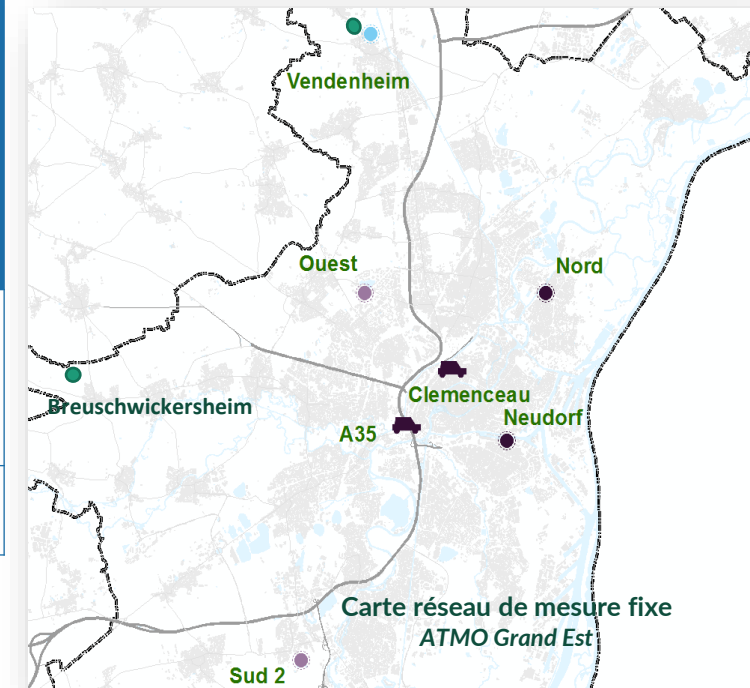 Vendenheim
Ouest
Nord
Breuschwickersheim
Clemenceau
Neudorf
A35
Carte réseau de mesure fixe
ATMO Grand Est
Sud 2